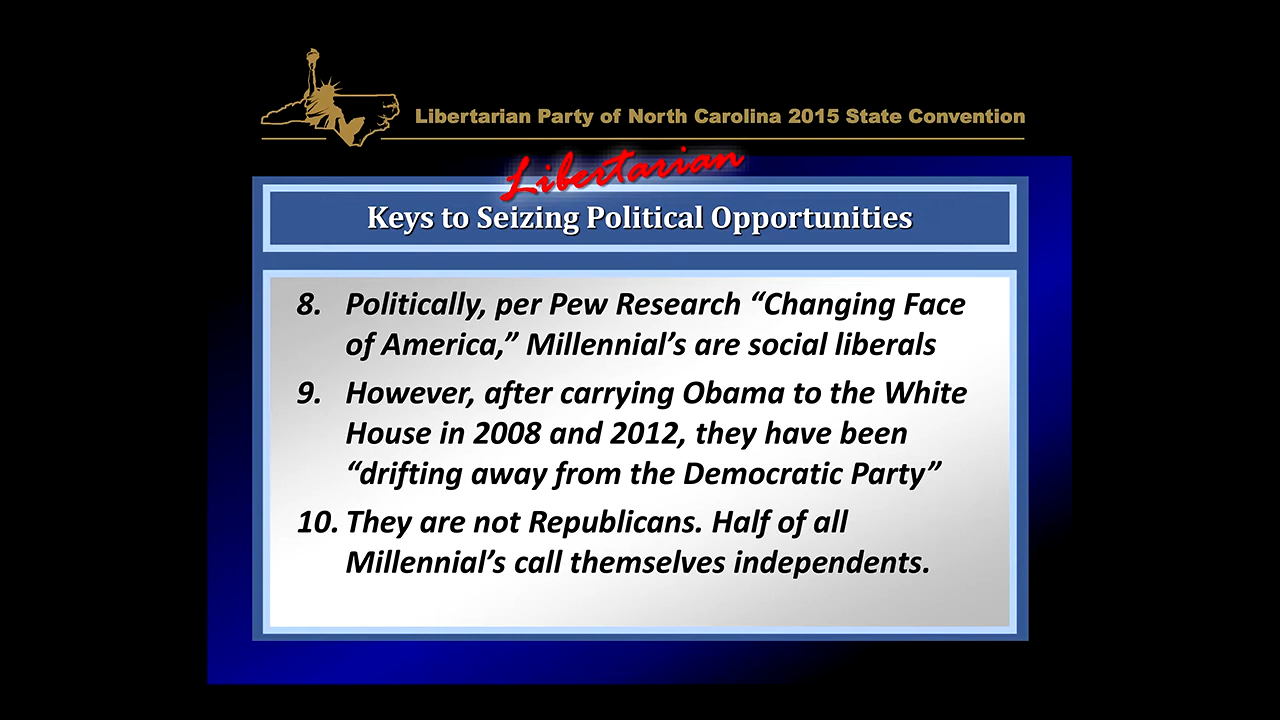 Libertarian Party of North Carolina 2015 State Convention
Libertarian
Keys to Seizing Political Opportunities
8. Politically, per Pew Research “Changing Face
of America,” Millennial’s are social liberals
9. However, after carrying Obama to the White
House in 2008 and 2012, they have been
“drifting away from the Democratic Party”
10. They are not Republicans. Half of all
Millennial’s call themselves independents.